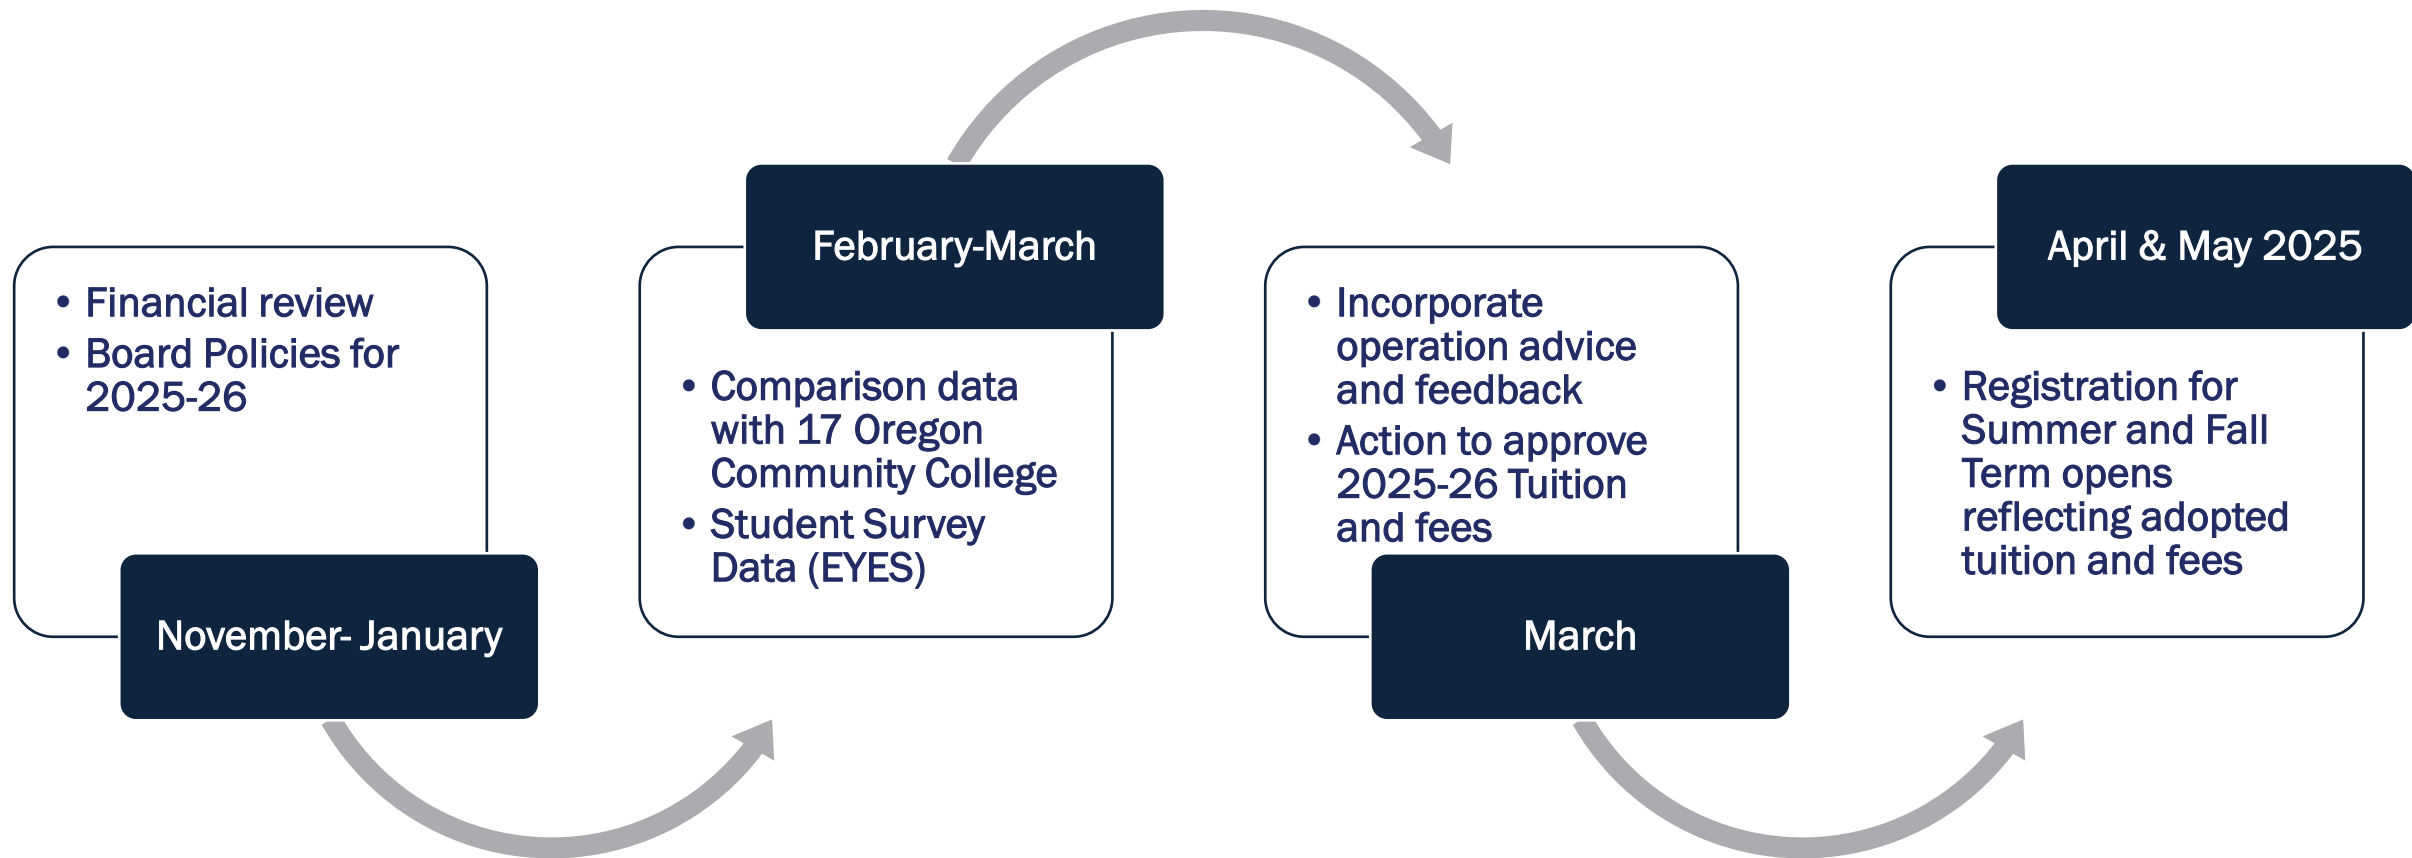 • Financial review
• Board Policies for
2025-26
November- January
February-March
• Comparison data
with 17 Oregon
Community College
• Student Survey
Data (EYES)
• Incorporate
operation advice
and feedback
• Action to approve
2025-26 Tuition
and fees
March
April & May 2025
• Registration for
Summer and Fall
Term opens
reflecting adopted
tuition and fees